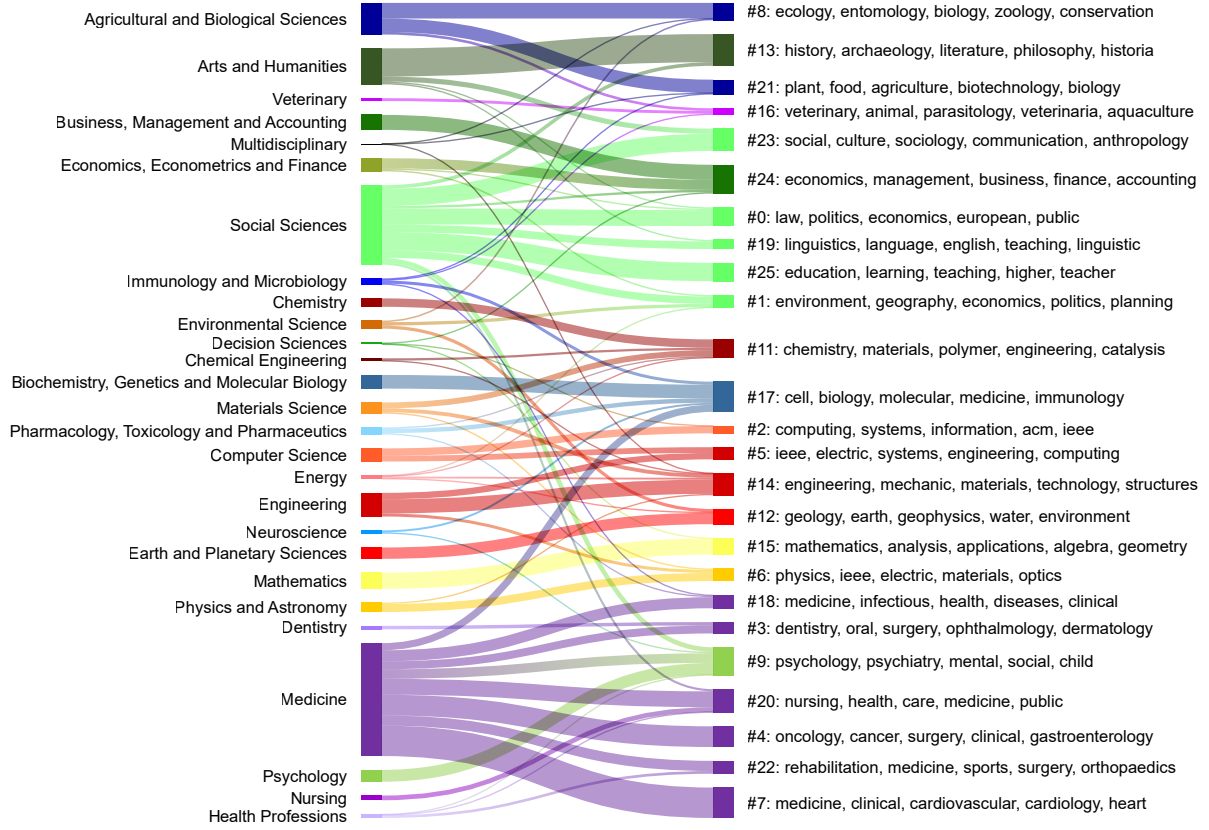 Agricultural and Biological Sciences
Arts and Humanities
Veterinary
Business, Management and Accounting
Multidisciplinary
Economics, Econometrics and Finance
Social Sciences
Immunology and Microbiology
Chemistry
Environmental Science
Decision Sciences
Chemical Engineering
Biochemistry, Genetics and Molecular Biology
Materials Science
Pharmacology, Toxicology and Pharmaceutics
Computer Science
Energy
Engineering
Neuroscience
Earth and Planetary Sciences
Mathematics
Physics and Astronomy
Dentistry
Medicine
Psychology
Nursing
Health Professions
#8: ecology, entomology, biology, zoology, conservation
#13: history, archaeology, literature, philosophy, historia
#21: plant, food, agriculture, biotechnology, biology
#16: veterinary, animal, parasitology, veterinaria, aquaculture
#23: social, culture, sociology, communication, anthropology
#24: economics, management, business, finance, accounting
#0: law, politics, economics, european, public
#19: linguistics, language, english, teaching, linguistic
#25: education, learning, teaching, higher, teacher
#1: environment, geography, economics, politics, planning
#11: chemistry, materials, polymer, engineering, catalysis
#17: cell, biology, molecular, medicine, immunology
#2: computing, systems, information, acm, ieee
#5: ieee, electric, systems, engineering, computing
#14: engineering, mechanic, materials, technology, structures
#12: geology, earth, geophysics, water, environment
#15: mathematics, analysis, applications, algebra, geometry
#6: physics, ieee, electric, materials, optics
#18: medicine, infectious, health, diseases, clinical
#3: dentistry, oral, surgery, ophthalmology, dermatology
#9: psychology, psychiatry, mental, social, child
#20: nursing, health, care, medicine, public
#4: oncology, cancer, surgery, clinical, gastroenterology
#22: rehabilitation, medicine, sports, surgery, orthopaedics
#7: medicine, clinical, cardiovascular, cardiology, heart